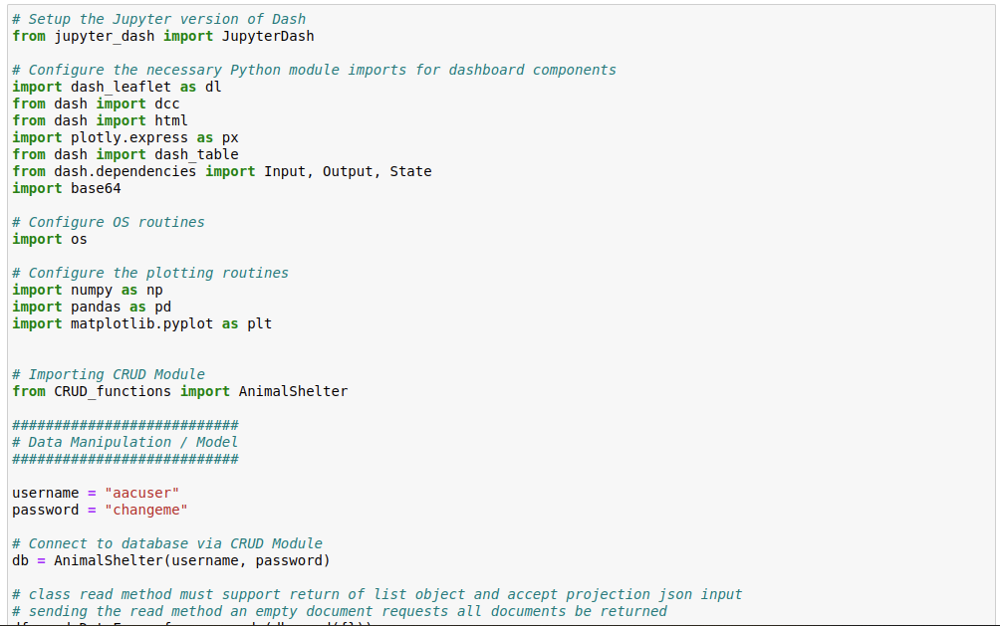 # Setup the Jupyter version of Dash
from jupyter_dash import JupyterDash
# Configure the necessary Python module imports for dashboard components
import dash_leaflet as dl
from dash import dcc
from dash import html
import plotly.express as px
from dash import dash_table
from dash.dependencies import Input, Output, State
import base64
# Configure OS routines
import os
# Configure the plotting routines
import numpy as np
import pandas as pd
import matplotlib.pyplot as plt
# Importing CRUD Module
from CRUD_functions import AnimalShelter
###########################
# Data Manipulation / Model
###########################
username = "aacuser"
password = "changeme"
# Connect to database via CRUD Module
db = AnimalShelter(username, password)
# class read method must support return of list object and accept projection json input
# sending the read method an empty document requests all documents be returned